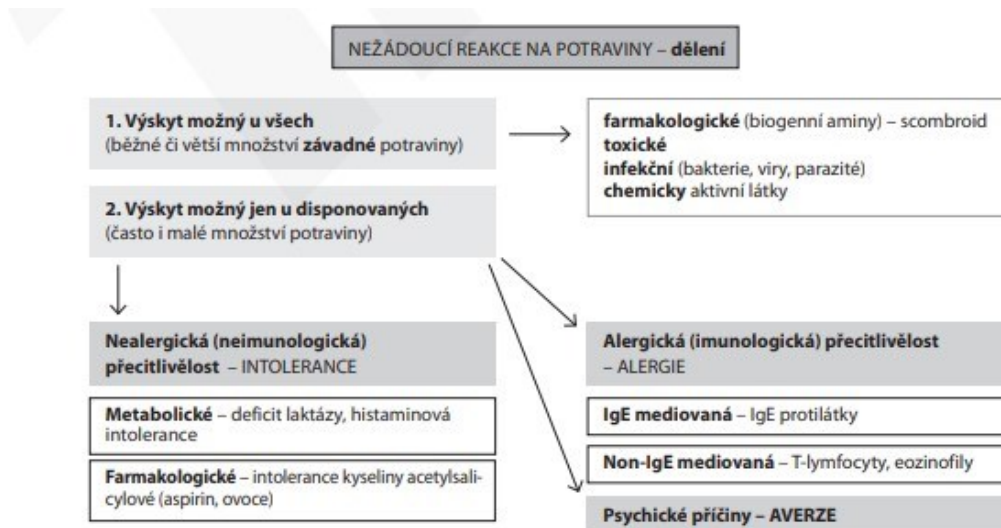 NEŽÁDOUCÍ REAKCE NA POTRAVINY – dělení
1. Výskyt možný u všech
(běžné či větší množství závadné potraviny)
farmakologické (biogenní aminy) – scombroid
toxické
infekční (bakterie, viry, parazité)
chemicky aktivní látky
2. Výskyt možný jen u disponovaných
(často i malé množství potraviny)
Nealergická (neimunologická)
přecitlivělost – INTOLERANCE
Metabolické – deficit laktázy, histaminová
intolerance
Farmakologické – intolerance kyseliny acetylsali-
cylové (aspirin, ovoce)
Alergická (imunologická) přecitlivělost
– ALERGIE
IgE mediovaná – IgE protilátky
Non-IgE mediovaná – T-lymfocyty, eozinofily
Psychické příčiny – AVERZE